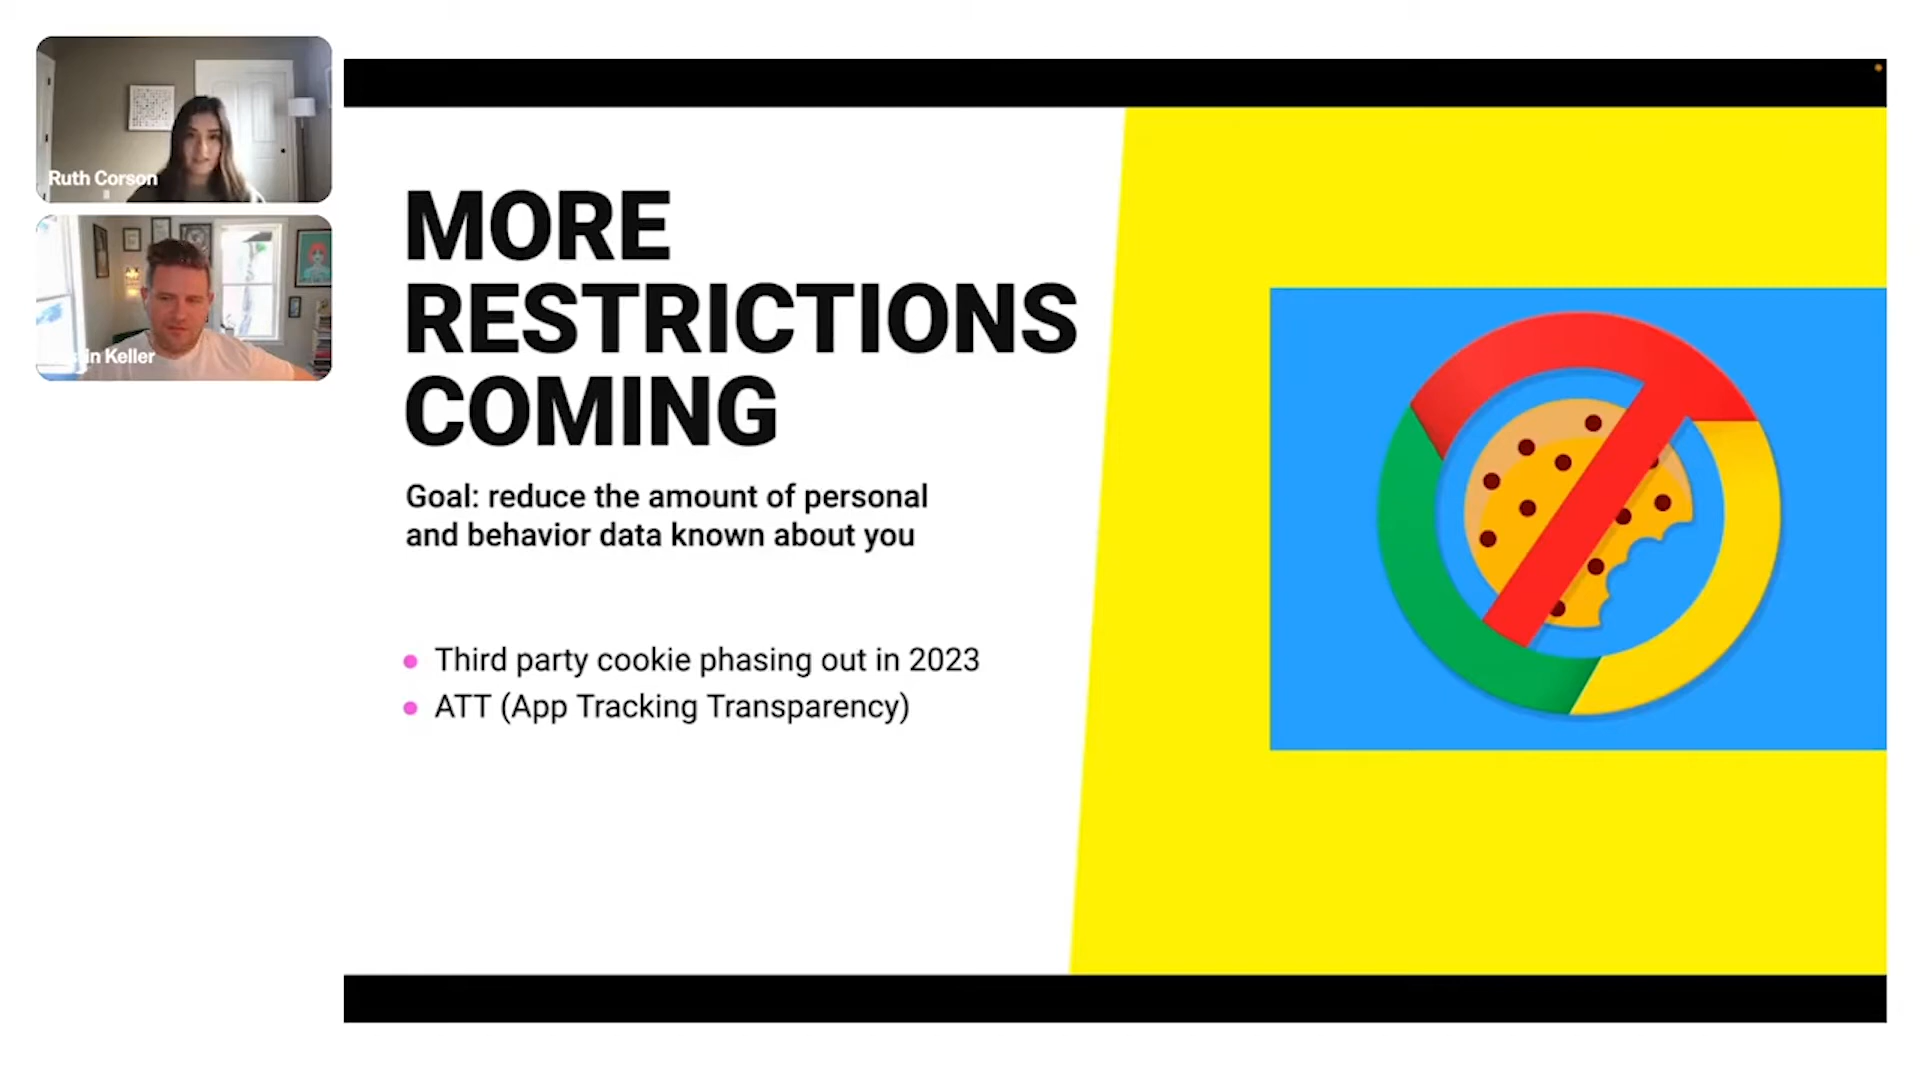 Ruth Corson
in Keller
MORE
RESTRICTIONS
COMING
Goal: reduce the amount of personal
and behavior data known about you
Third party cookie phasing out in 2023
ATT (App Tracking Transparency)